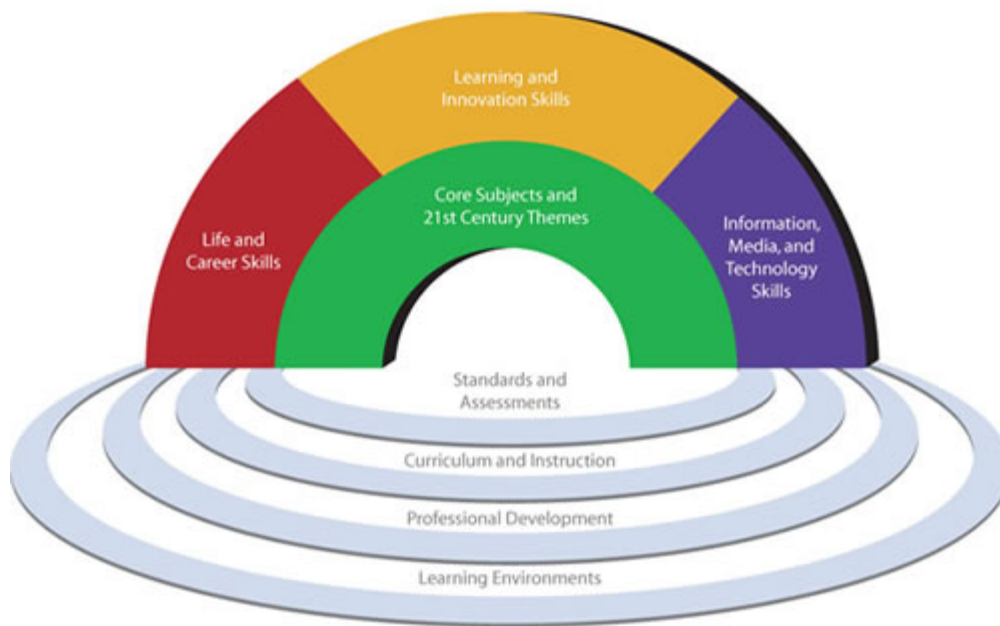 Learning and
Innovation Skills
Core Subjects and
21st Century Themes
Life and
Career Skills
Information,
Media, and
Technology
Skills
Standards and
Assessments
Curriculum and Instruction
Professional Development
Learning Environments